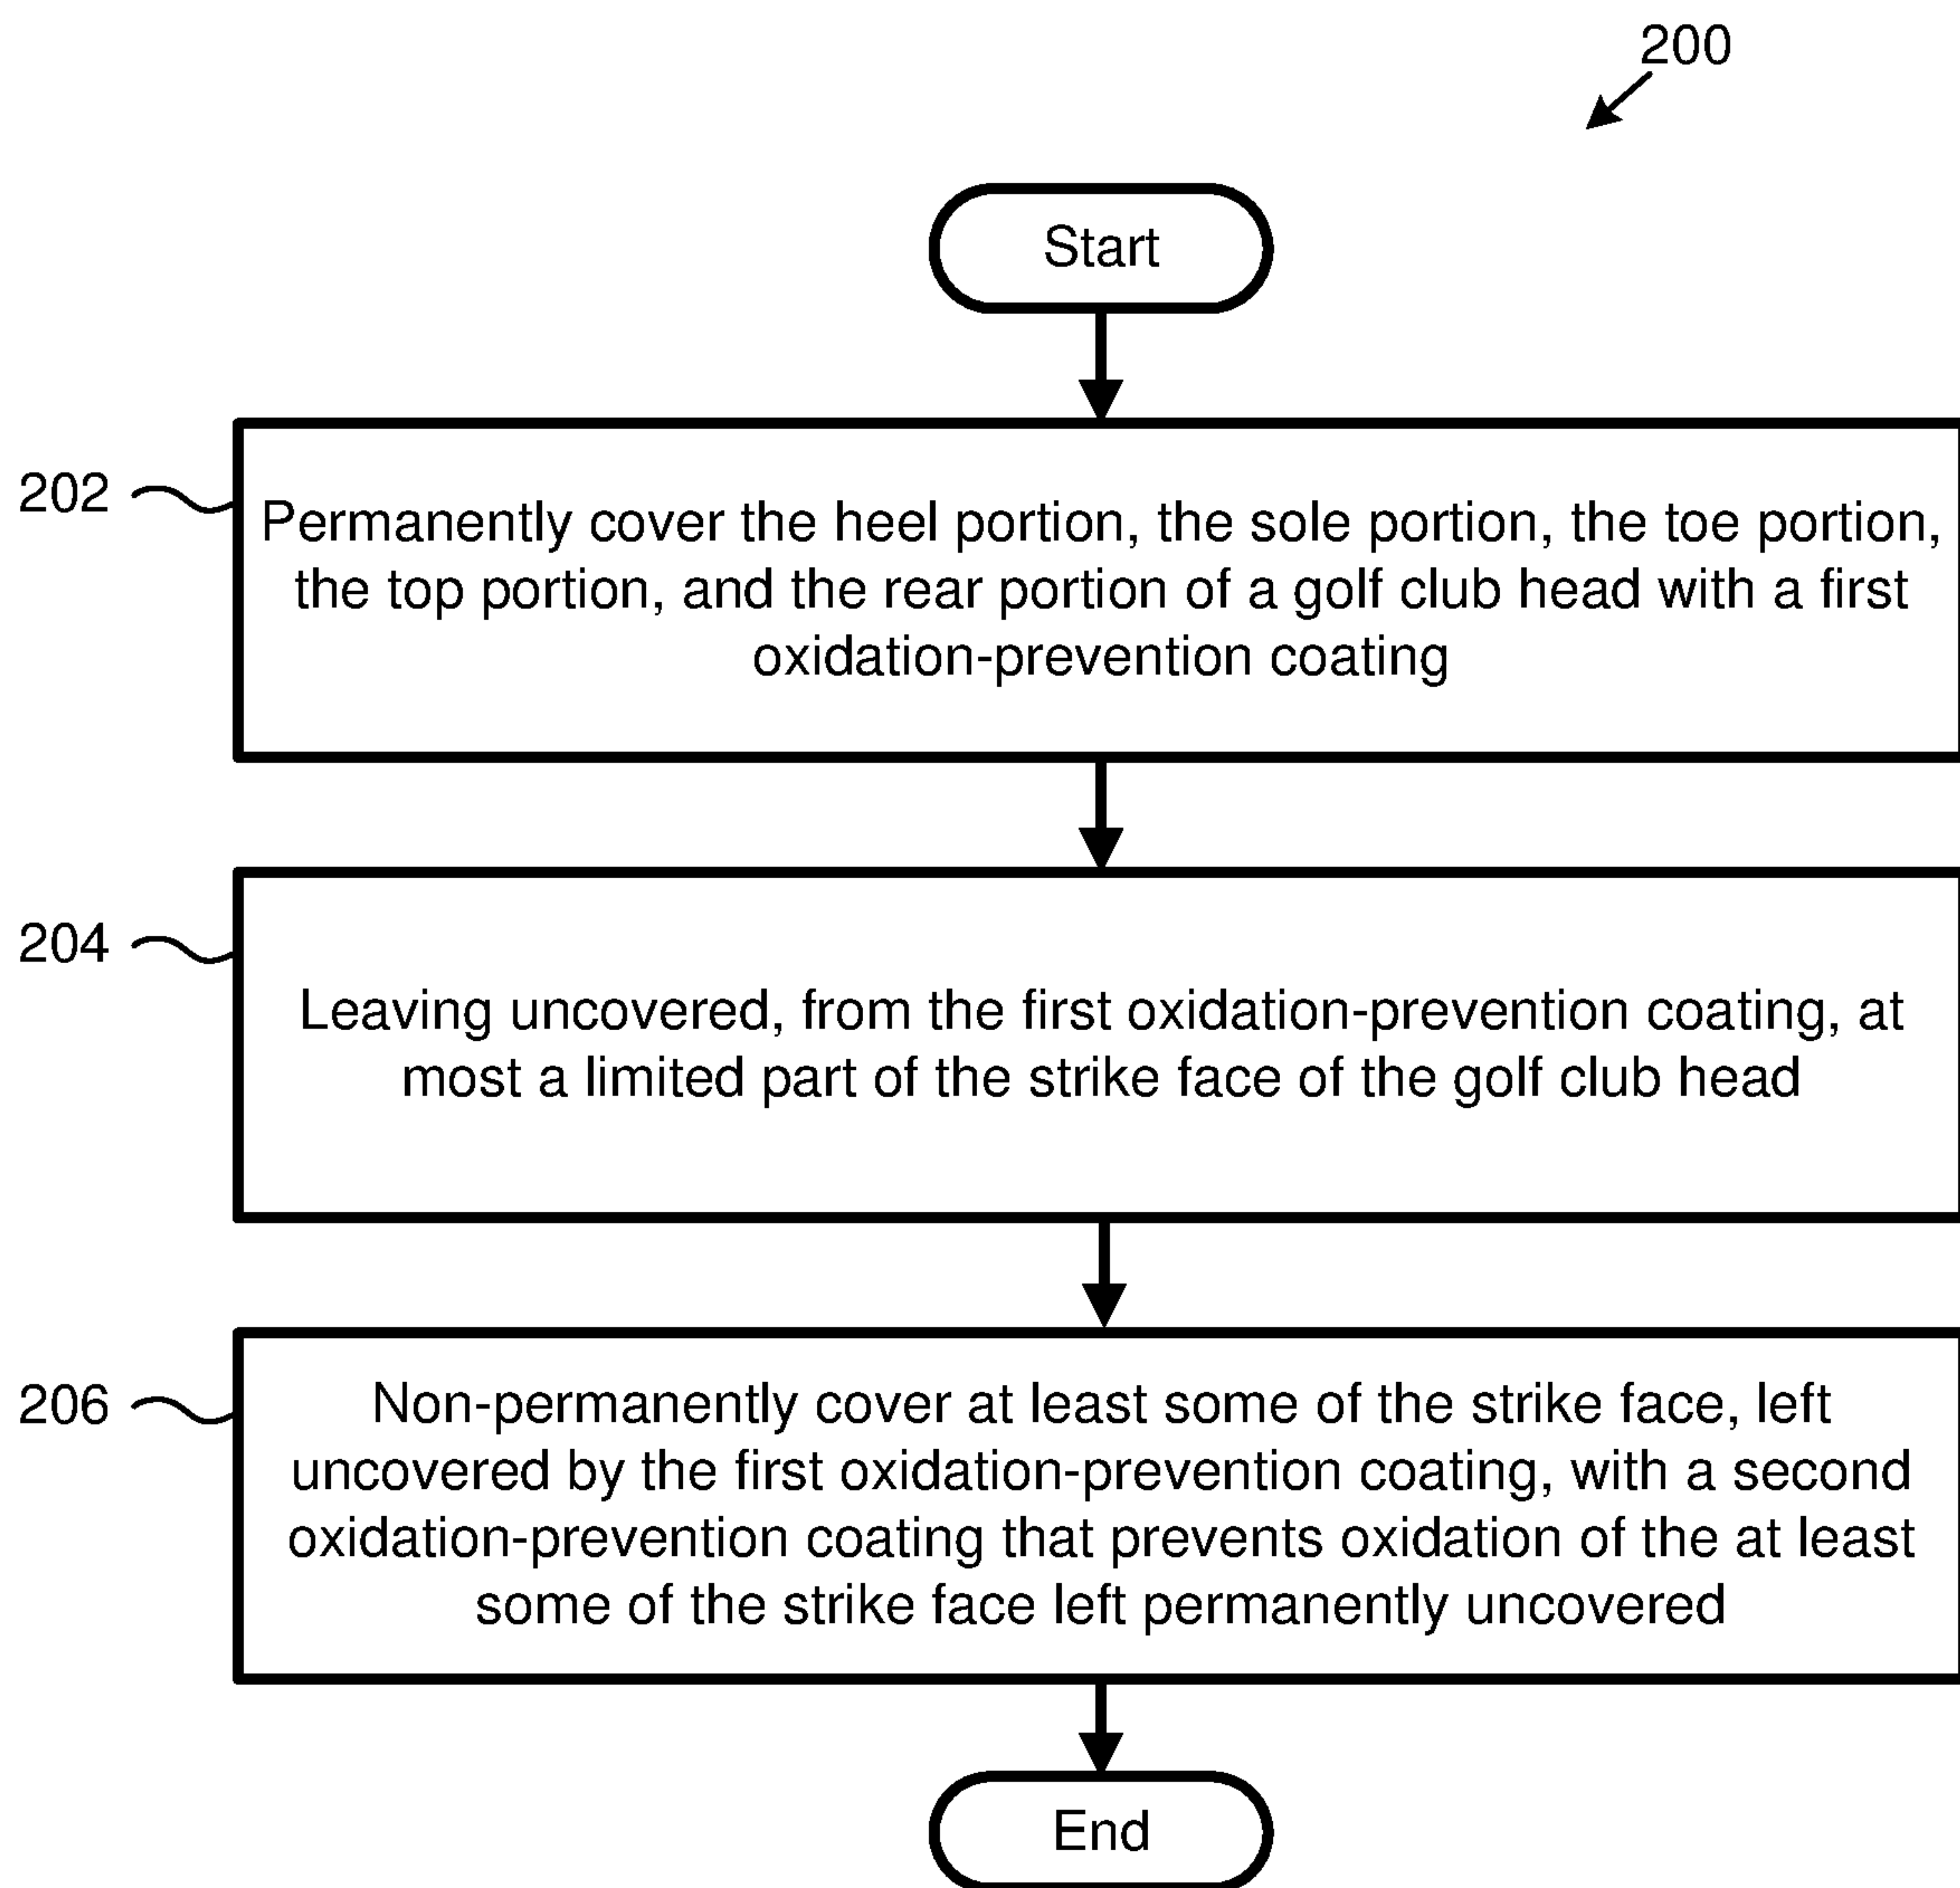 200
Start
202
Permanently cover the heel portion, the sole portion, the toe portion,
the top portion, and the rear portion of a golf club head with a first
oxidation-prevention coating
204
Leaving uncovered, from the first oxidation-prevention coating, at
most a limited part of the strike face of the golf club head
206
Non-permanently cover at least some of the strike face, left
uncovered by the first oxidation-prevention coating, with a second
oxidation-prevention coating that prevents oxidation of the at least
some of the strike face left permanently uncovered
End